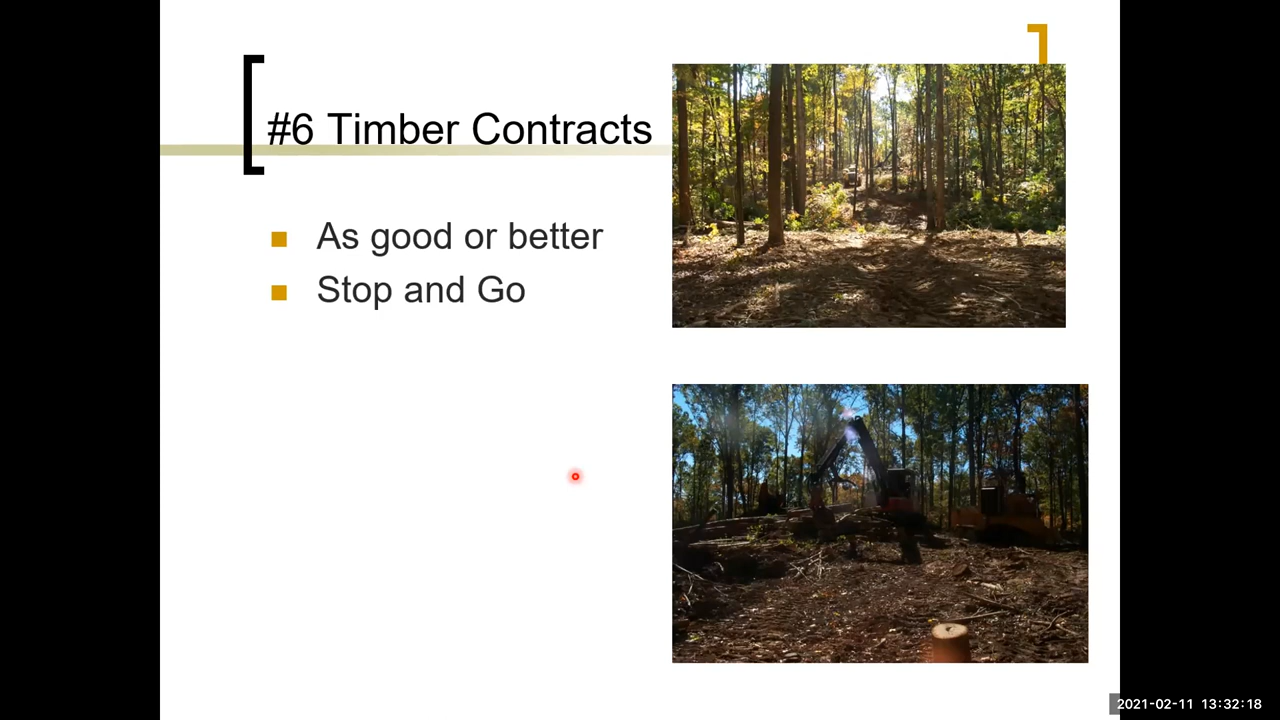 #6 Timber Contracts
As good or better
Stop and Go
2021-02-11 13:32:18